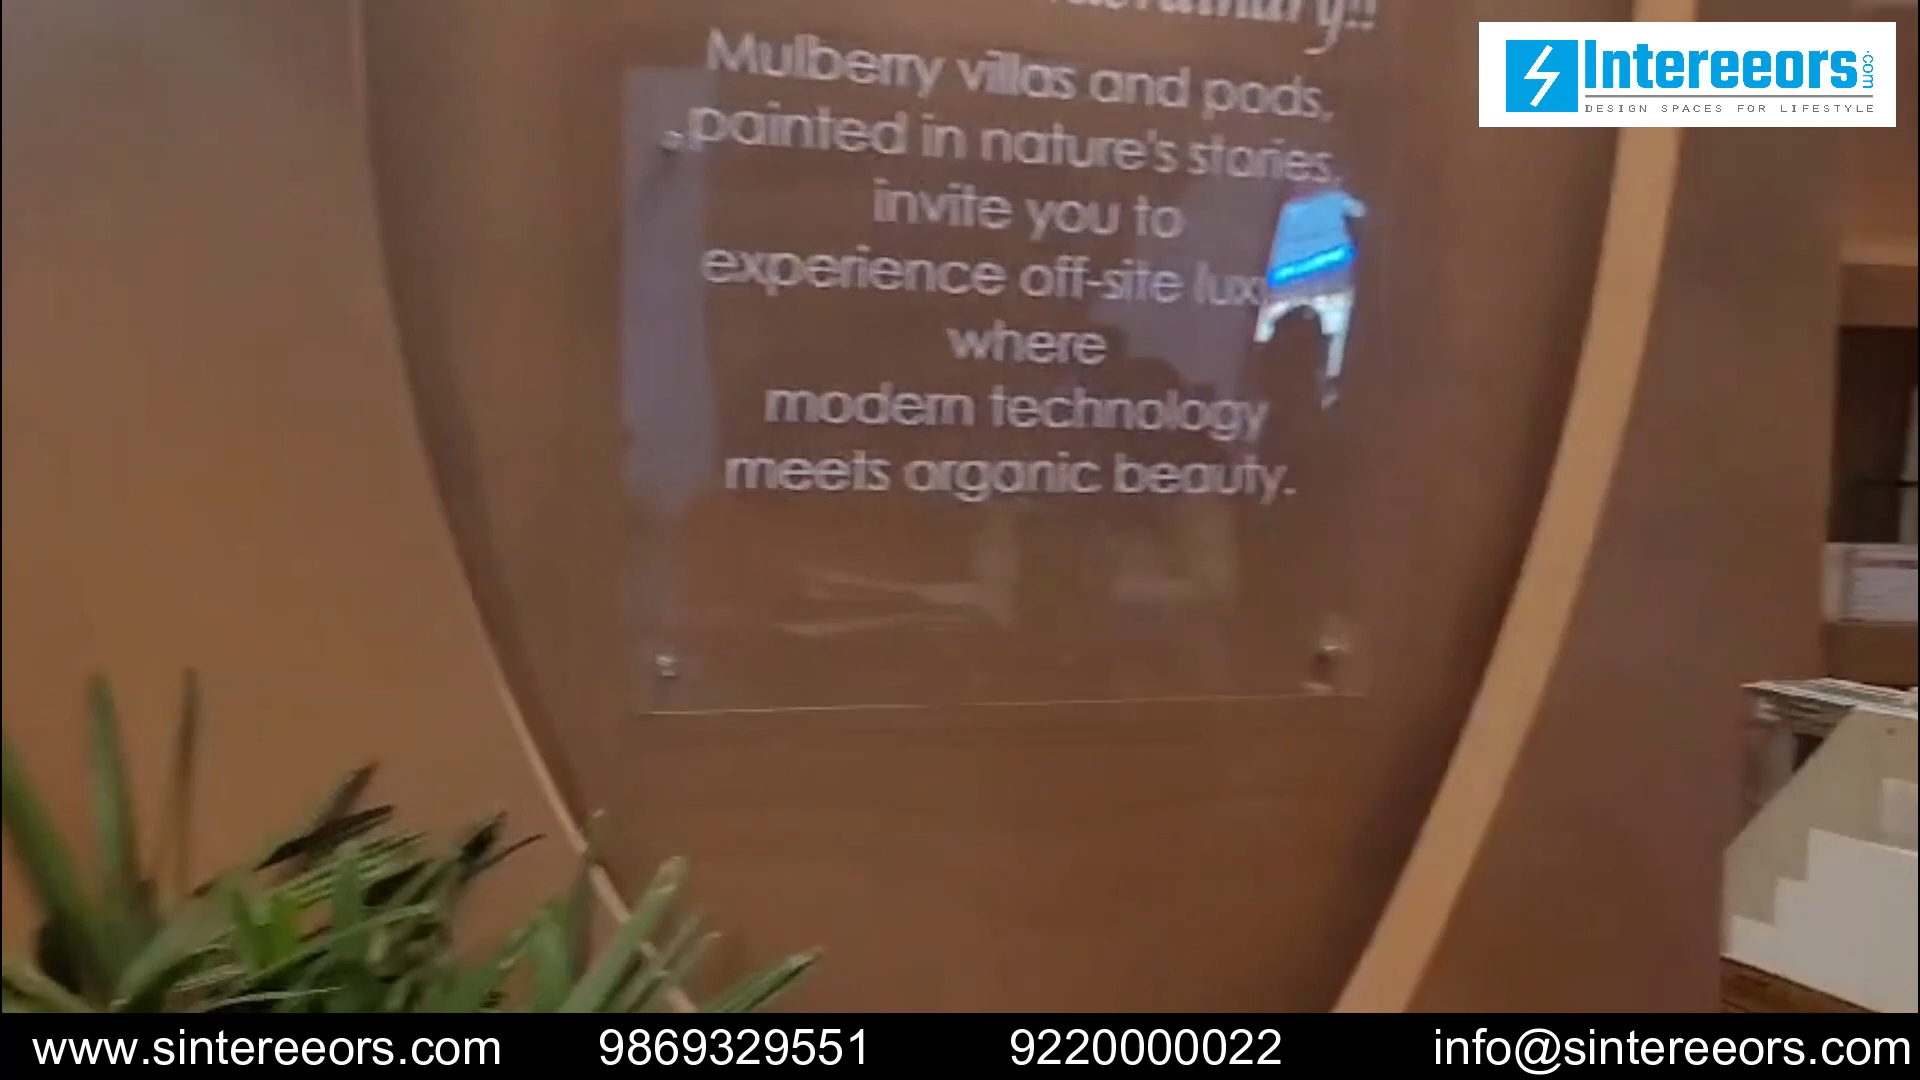 Mulberry villas and pods,
painted in nature's stories,
invite you to
experience off-site
where
modern technology
meets organic beauty.
Intereeors.com
DESIGN SPACES FOR LIFESTYLE
www.sintereeors.com 9869329551 9220000022 info@sintereeors.com